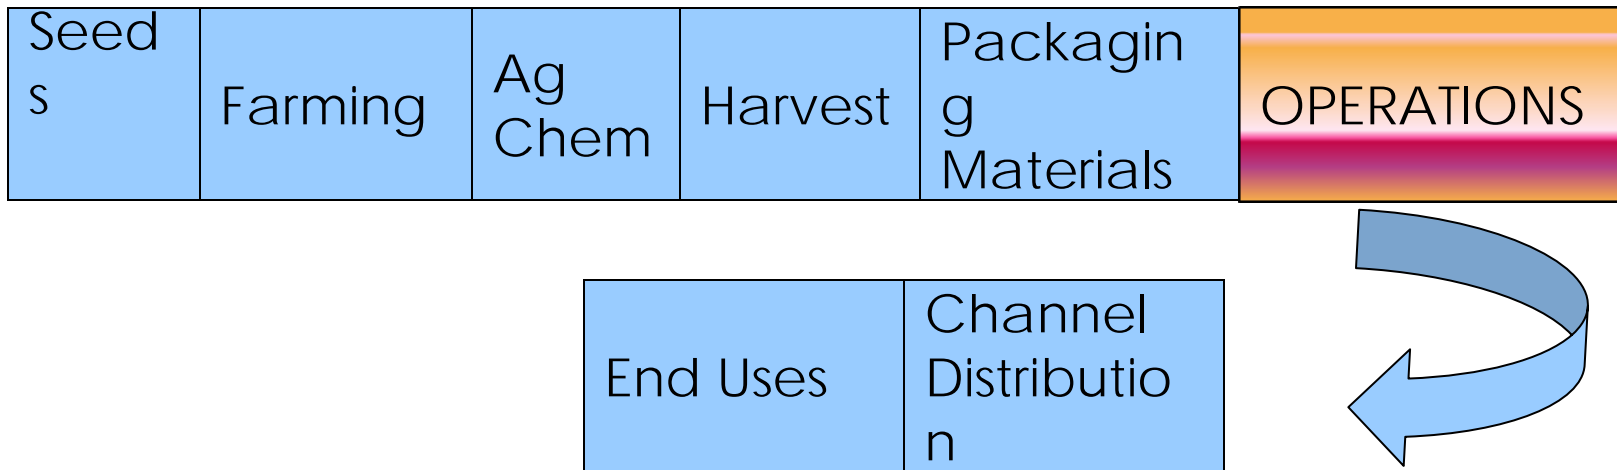 Seed
s
Farming
Ag
Chem
Harvest
Packagin
g
Materials
OPERATIONS
End Uses
Channel
Distributio
n